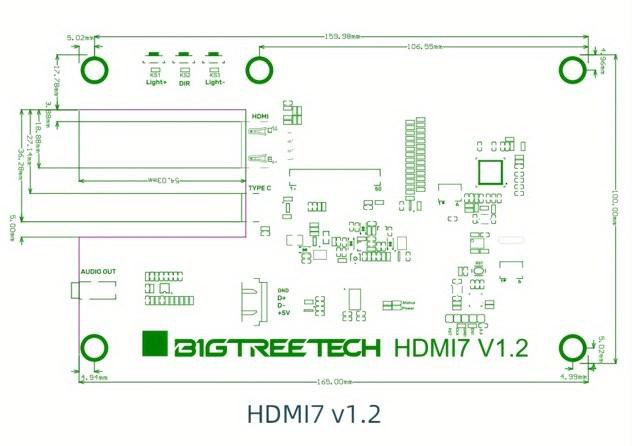 159.98mm
5.02mm
106.55mm
4.96mm
17.78mm
Light+
DIR
Light-
3.88mm
HDMI
18.88mm
27.14mm
36.28mm
54.03mm
TYPE C
100.00mm
5.00mm
AUDIO OUT
GND
D+
D-
+5V
Status
Power
BIGTREETECH HDMI7 V1.2
5.02mm
4.94mm
165.00mm
4.99mm
HDMI7 v1.2